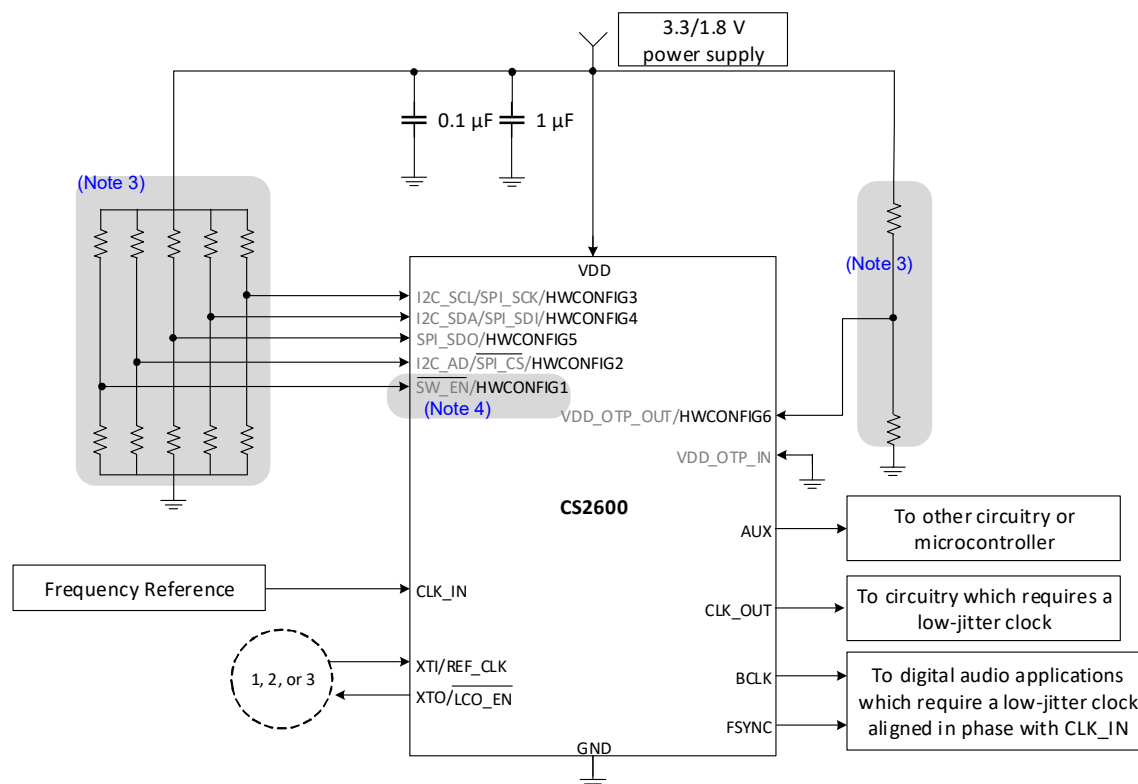 3.3/1.8 V
power supply
0.1 µF
1 µF
(Note 3)
(Note 3)
VDD
I2C_SCL/SPI_SCK/HWCONFIG3
I2C_SDA/SPI_SDI/HWCONFIG4
SPI_SDO/HWCONFIG5
I2C_AD/SPI_CS/HWCONFIG2
SW_EN/HWCONFIG1
(Note 4)
VDD_OTP_OUT/HWCONFIG6
VDD_OTP_IN
CS2600
AUX
To other circuitry or
microcontroller
Frequency Reference
CLK_IN
CLK_OUT
To circuitry which requires a
low-jitter clock
1, 2, or 3
XTI/REF_CLK
XTO/LCO_EN
BCLK
FSYNC
To digital audio applications
which require a low-jitter clock
aligned in phase with CLK_IN
GND